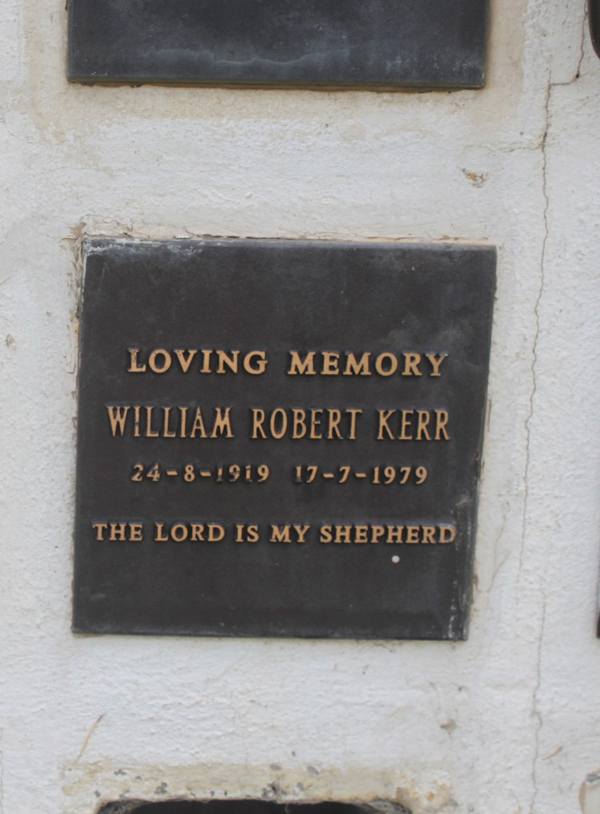 LOVING MEMORY
WILLIAM ROBERT KERR
24-8-1919 17-7-1979
THE LORD IS MY SHEPHERD